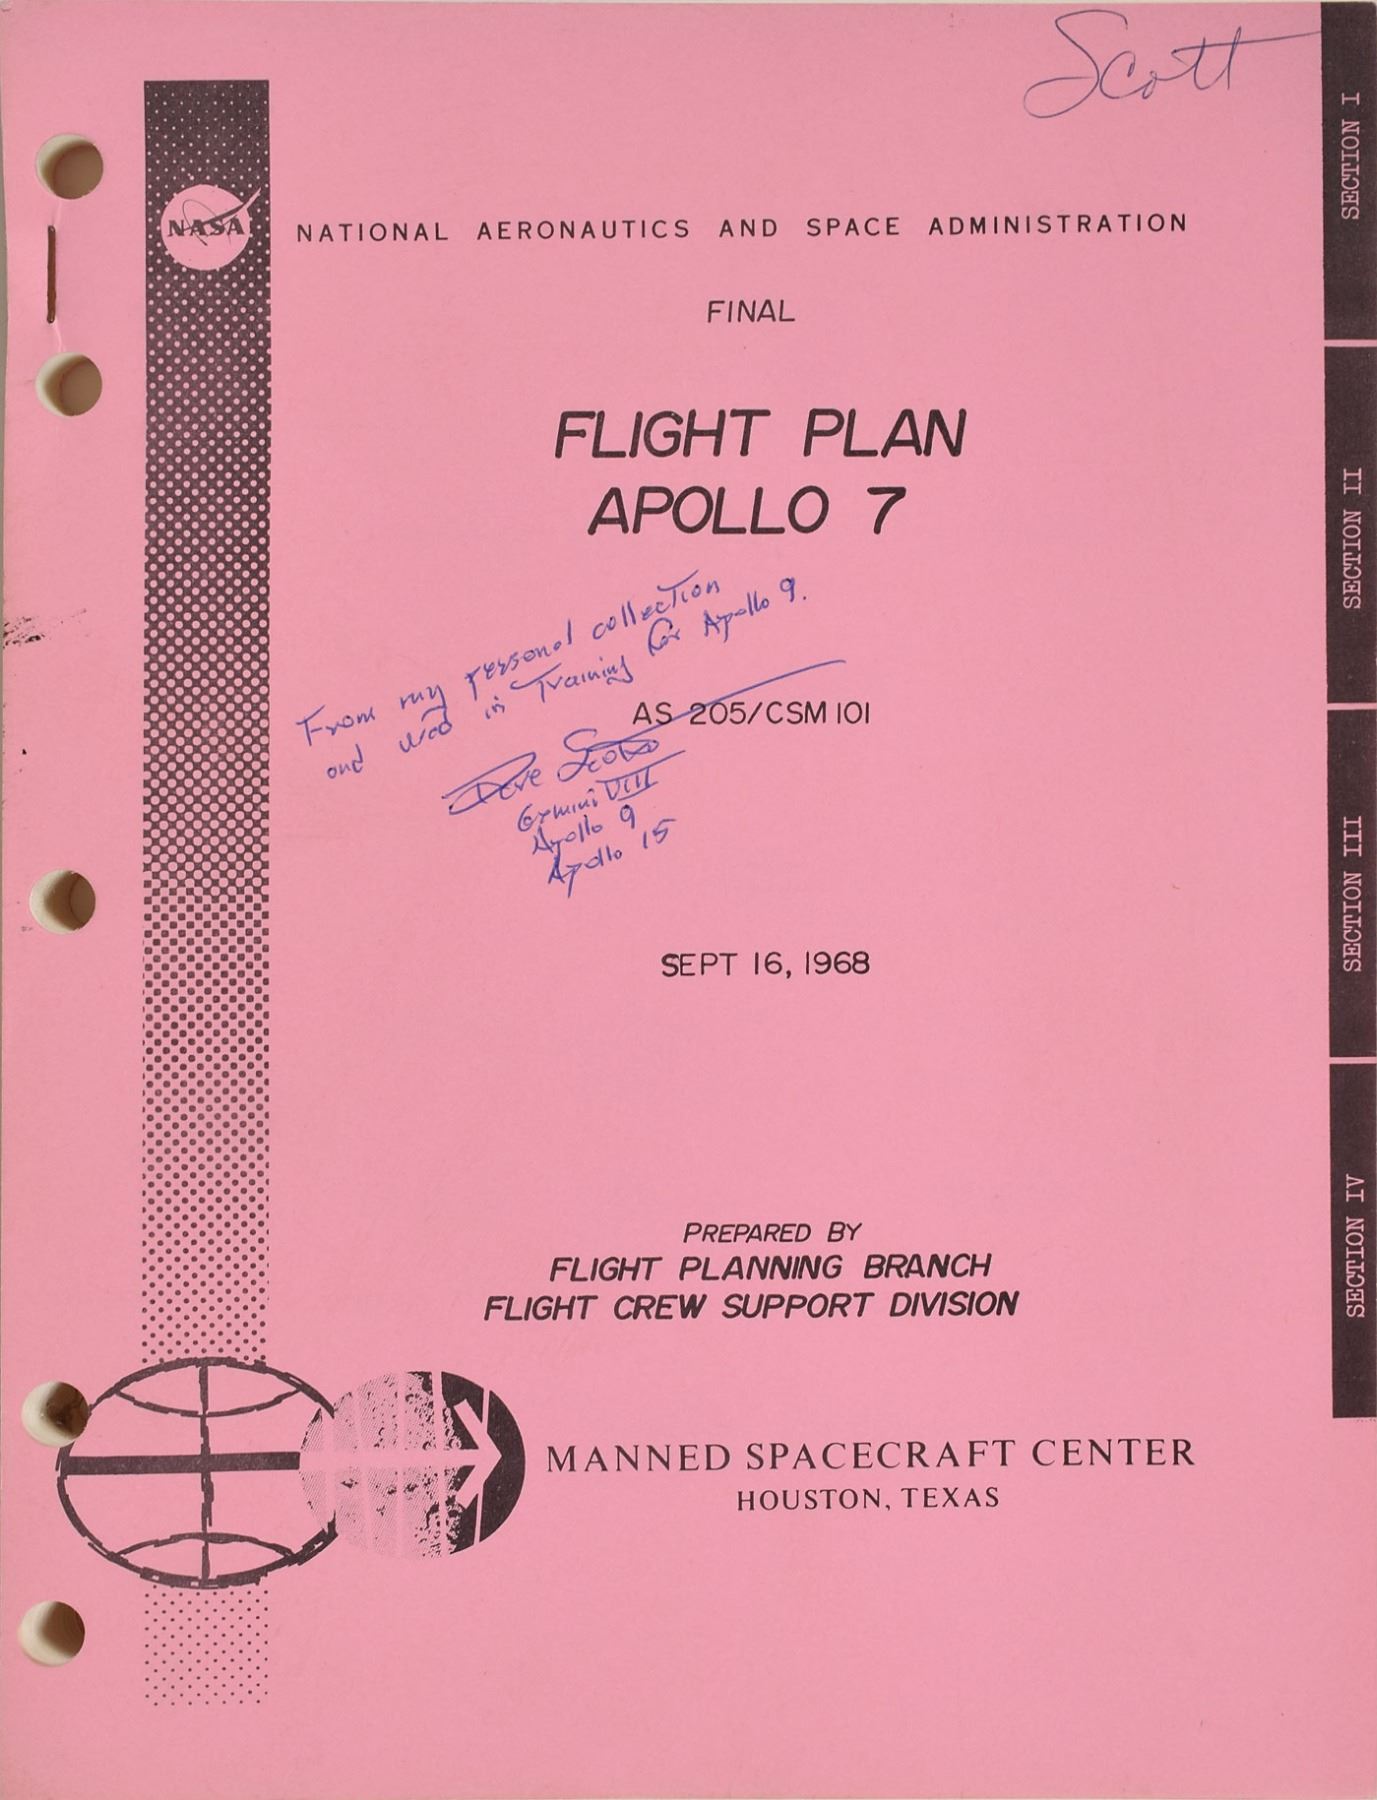 Scott
NASA
NATIONAL AERONAUTICS AND SPACE ADMINISTRATION
FINAL
FLIGHT PLAN
APOLLO 7
From my personal collection
and used in Training for Apollo 9.
AS 205/CSM 101
Dave Scott
Gemini VIII
Apollo 9
Apollo 15
SEPT 16, 1968
PREPARED BY
FLIGHT PLANNING BRANCH
FLIGHT CREW SUPPORT DIVISION
MANNED SPACECRAFT CENTER
HOUSTON, TEXAS
SECTION I
SECTION II
SECTION III
SECTION IV